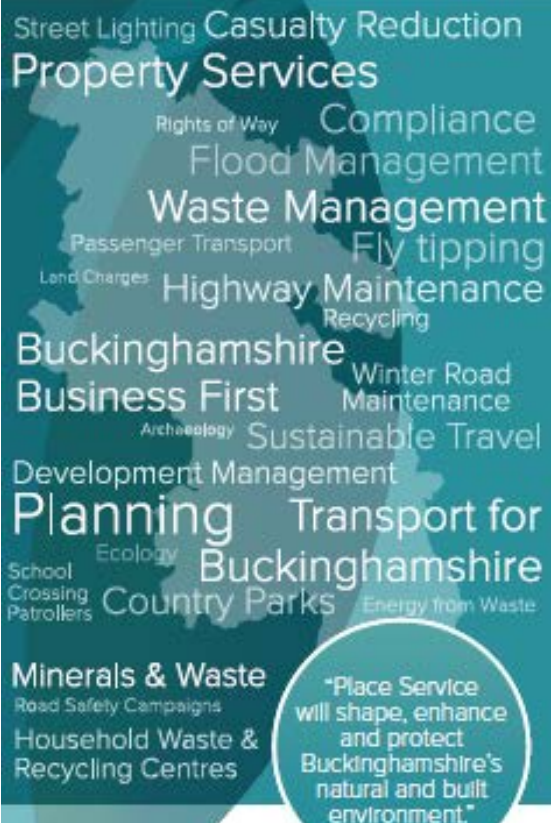 Street Lighting Casualty Reduction
Property Services
Rights of Way Compliance
Flood Management
Waste Management
Passenger Transport Fly tipping
Land Charges Highway Maintenance
Recycling
Buckinghamshire
Business First
Winter Road
Maintenance
Archaeology Sustainable Travel
Development Management
Planning Transport for
Buckinghamshire
Ecology
School
Crossing
Patrollers
Country Parks Energy from Waste
Minerals & Waste
Road Safety Campaigns
Household Waste &
Recycling Centres
“Place Service
will shape, enhance
and protect
Buckinghamshire’s
natural and built
environment.”